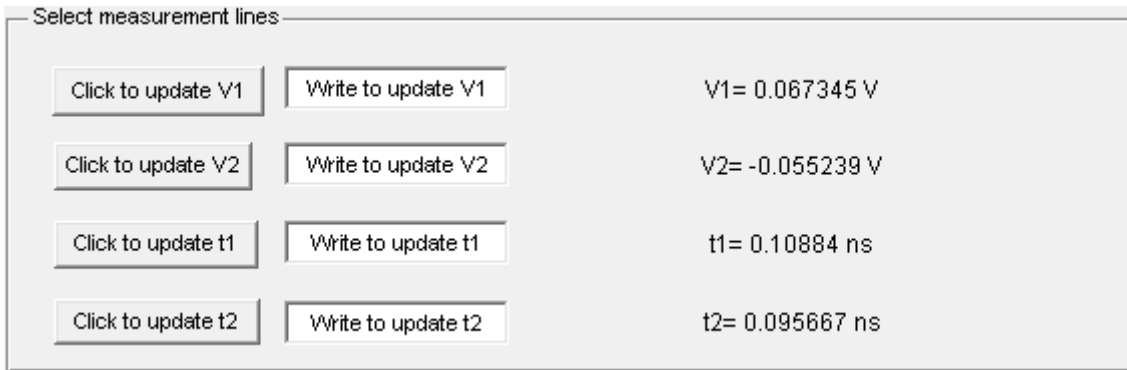 Select measurement lines
Click to update V1 Write to update V1 V1= 0.067345 V
Click to update V2 Write to update V2 V2= -0.055239 V
Click to update t1 Write to update t1 t1= 0.10884 ns
Click to update t2 Write to update t2 t2= 0.095667 ns